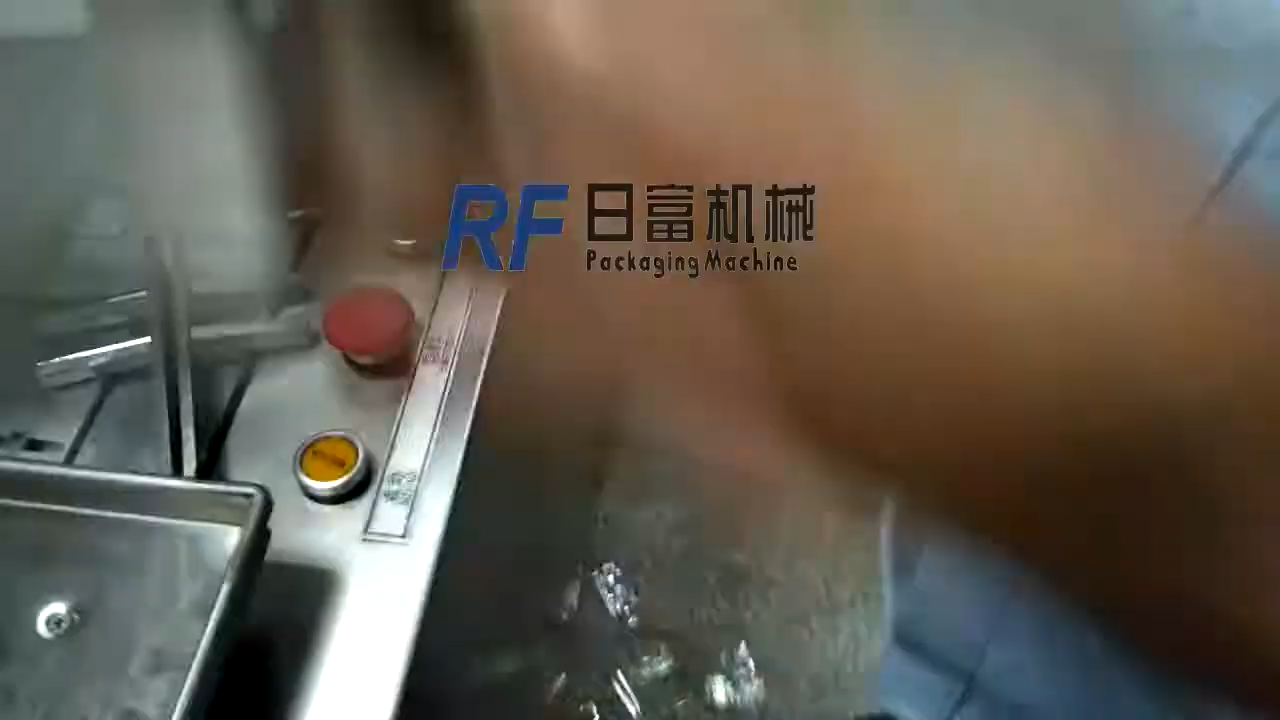 RF 日富机械
Packaging Machine